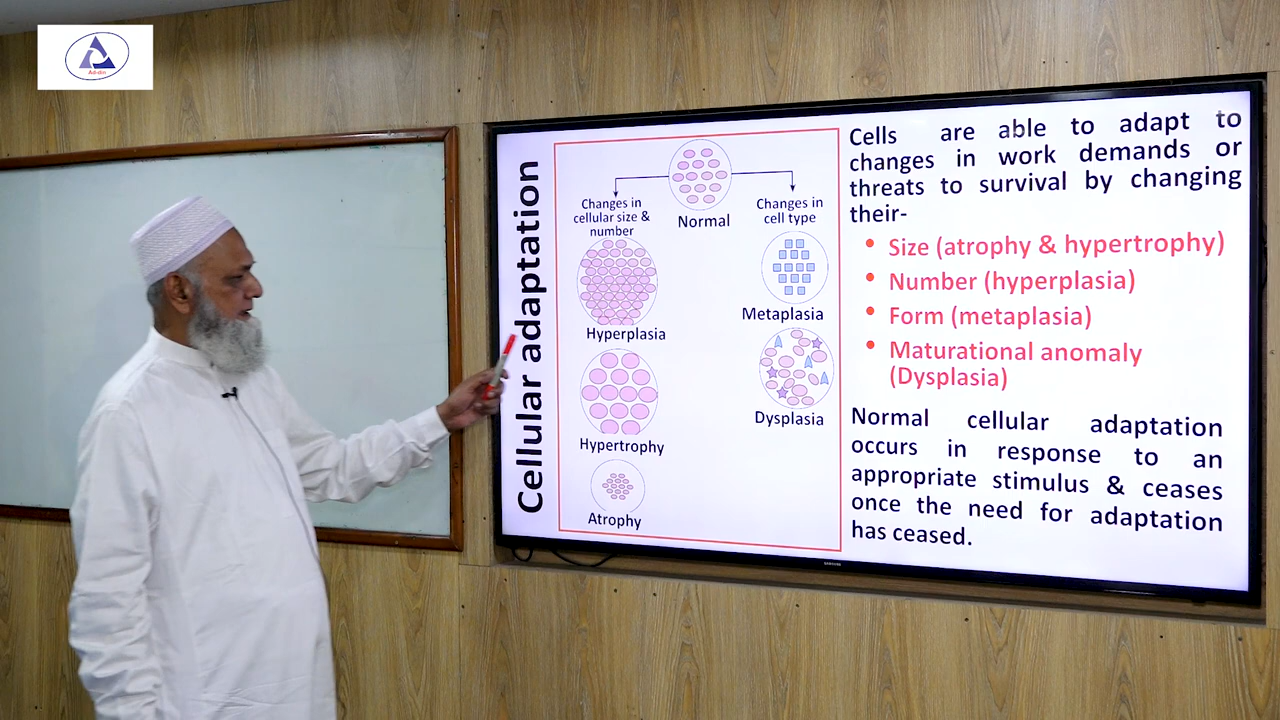 Ad-din
Cellular adaptation
Normal
Changes in
cellular size &
number
Changes in
cell type
Hyperplasia
Hypertrophy
Atrophy
Metaplasia
Dysplasia
Cells are able to adapt to
changes in work demands or
threats to survival by changing
their-
• Size (atrophy & hypertrophy)
• Number (hyperplasia)
• Form (metaplasia)
• Maturational anomaly
(Dysplasia)
Normal cellular adaptation
occurs in response to an
appropriate stimulus & ceases
once the need for adaptation
has ceased.
SAMSUNG